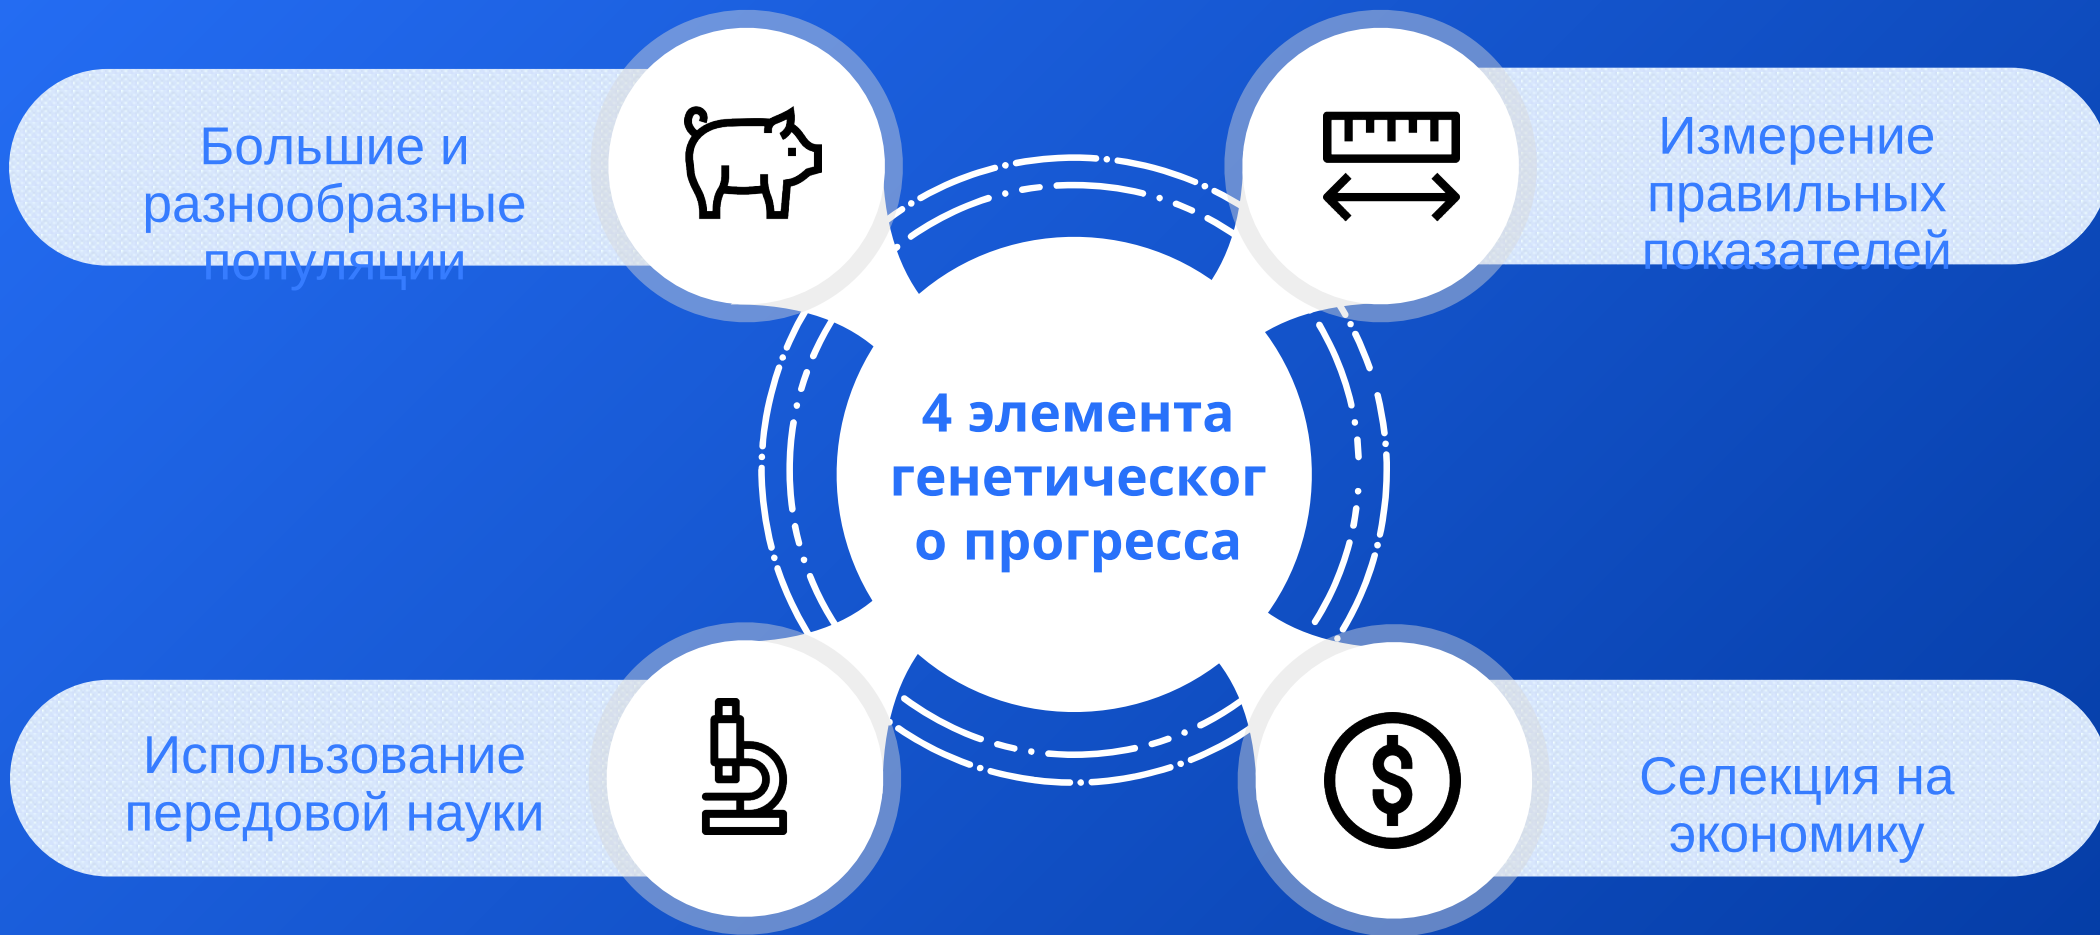 Большие и
разнообразные
популяции
Измерение
правильных
показателей
4 элемента
генетическог
о прогресса
Использование
передовой науки
Селекция на
экономику